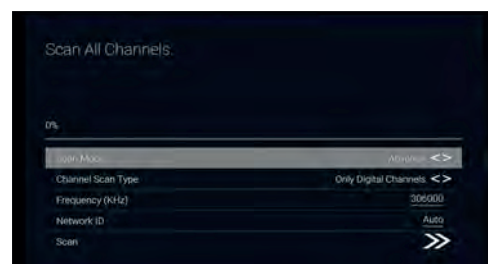 Scan All Channels.
0%
Scan Mode Advance <>
Channel Scan Type Only Digital Channels <>
Frequency (KHz) 306000
Network ID Auto
Scan